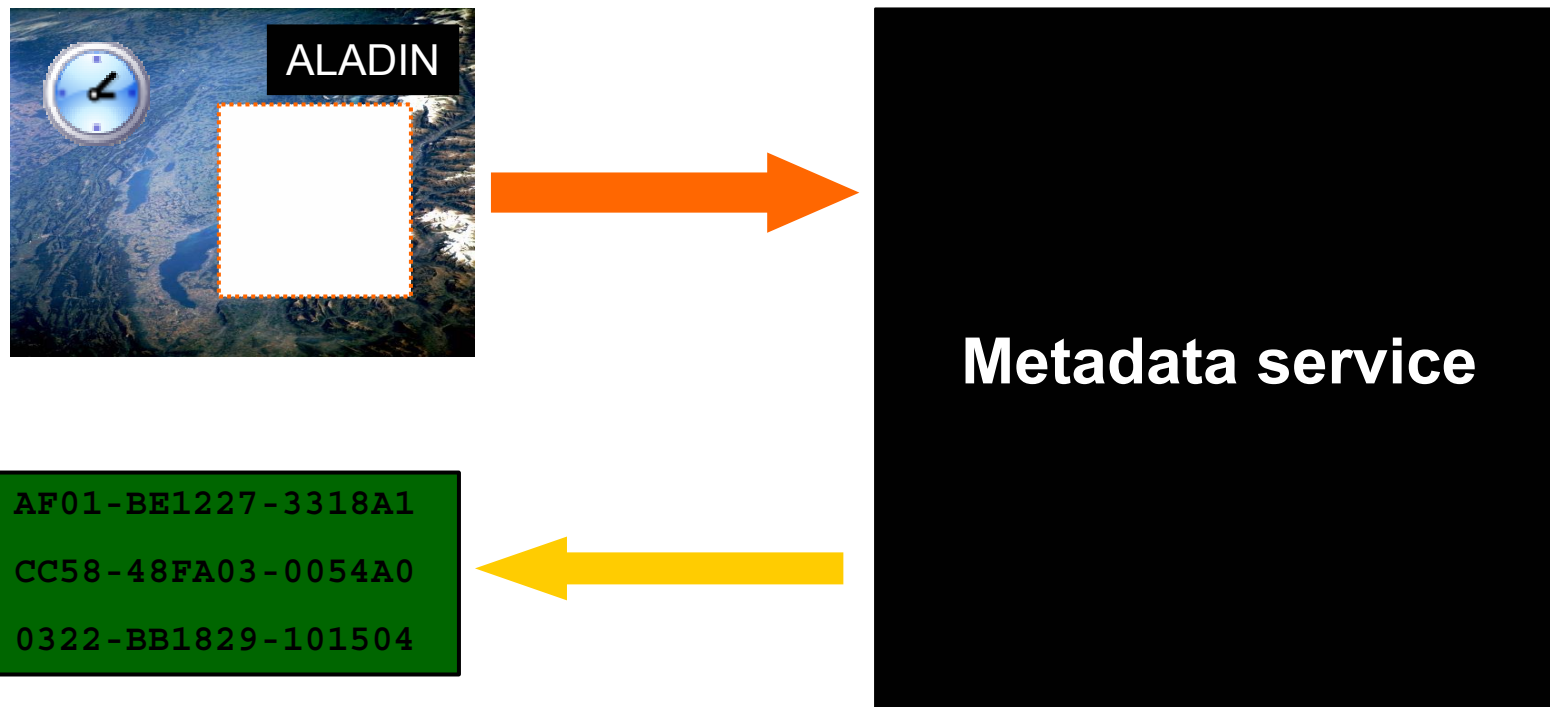 ALADIN
Metadata service
AF01-BE1227-3318A1
CC58-48FA03-0054A0
0322-BB1829-101504